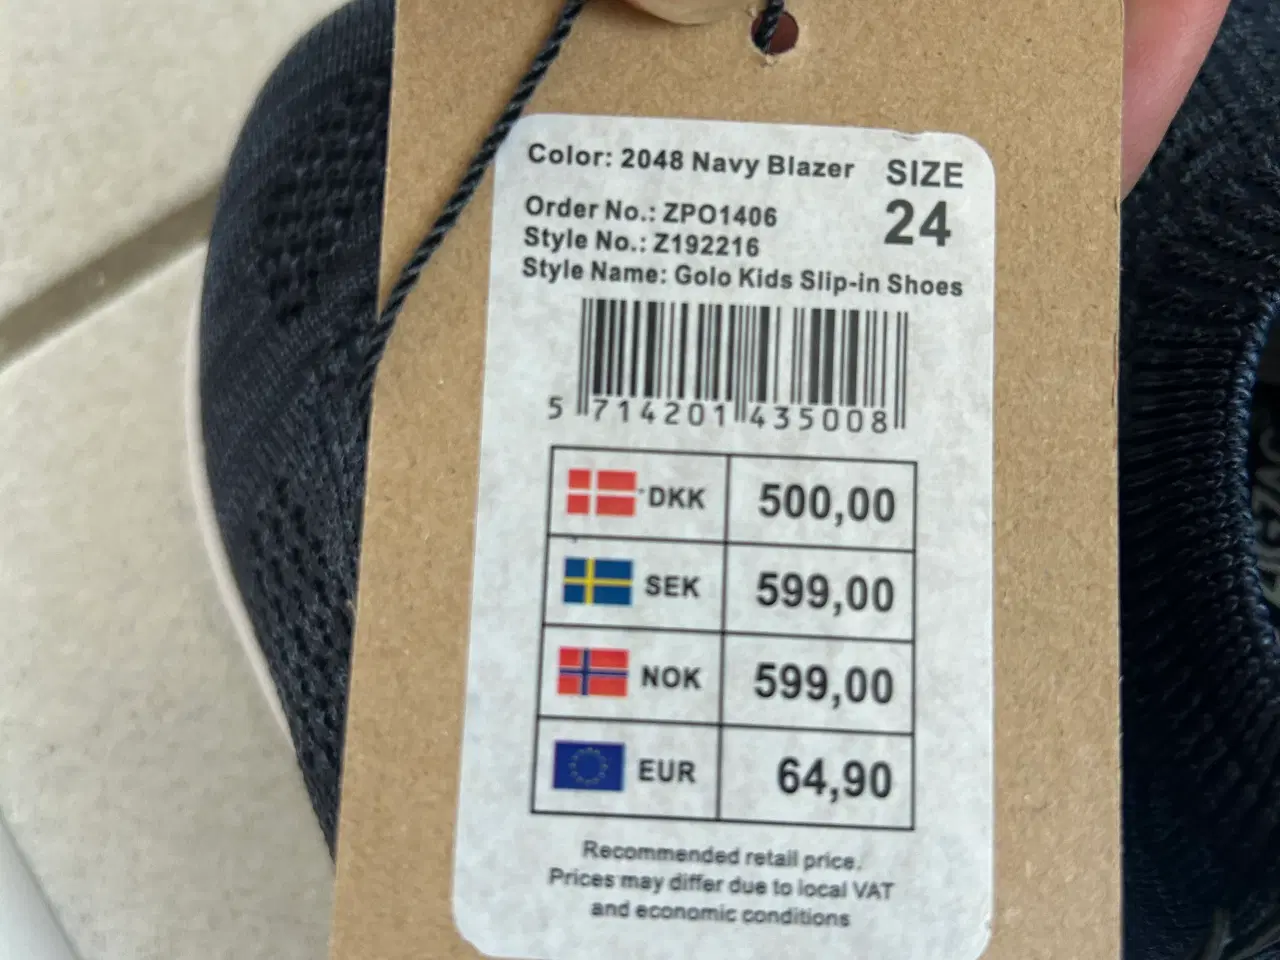 Color: 2048 Navy Blazer
SIZE
24
Order No.: ZPO1406
Style No.: Z192216
Style Name: Golo Kids Slip-in Shoes
5 714201 435008
DKK 500,00
SEK 599,00
NOK 599,00
EUR 64,90
Recommended retail price.
Prices may differ due to local VAT
and economic conditions